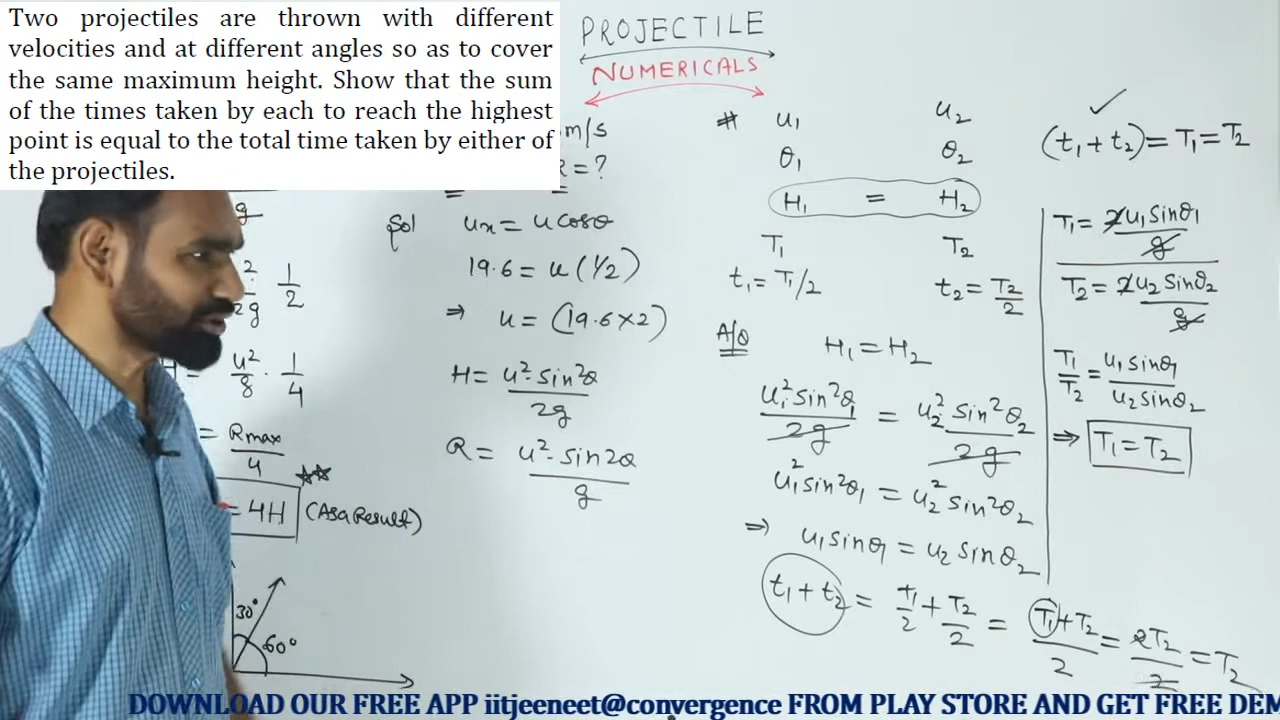 Two projectiles are thrown with different
velocities and at different angles so as to cover
the same maximum height. Show that the sum
of the times taken by each to reach the highest
point is equal to the total time taken by either of
the projectiles.
PROJECTILE
NUMERICALS
m/s
R = ?
Sol uₓ = u cosθ
19.6 = u (1/2)
⇒ u = (19.6 × 2)
H = u² sin²θ / 2g
R = u² sin2θ / g
g
²/2g · 1/2
u²/8 · 1/4
= Rmax/4
= 4H (As a Result)
30°
60°
# u₁ u₂
θ₁ θ₂
H₁ = H₂
T₁ T₂
t₁ = T₁/2 t₂ = T₂/2
A/Q H₁ = H₂
u₁² sin²θ₁ / 2g = u₂² sin²θ₂ / 2g
u₁² sin²θ₁ = u₂² sin²θ₂
⇒ u₁ sinθ₁ = u₂ sinθ₂
t₁ + t₂ = T₁/2 + T₂/2 = (T₁ + T₂)/2 = 2T₂/2 = T₂
(t₁ + t₂) = T₁ = T₂
T₁ = 2u₁ sinθ₁ / g
T₂ = 2u₂ sinθ₂ / g
T₁/T₂ = u₁ sinθ₁ / u₂ sinθ₂
⇒ T₁ = T₂
DOWNLOAD OUR FREE APP iitjeeneet@convergence FROM PLAY STORE AND GET FREE DEM